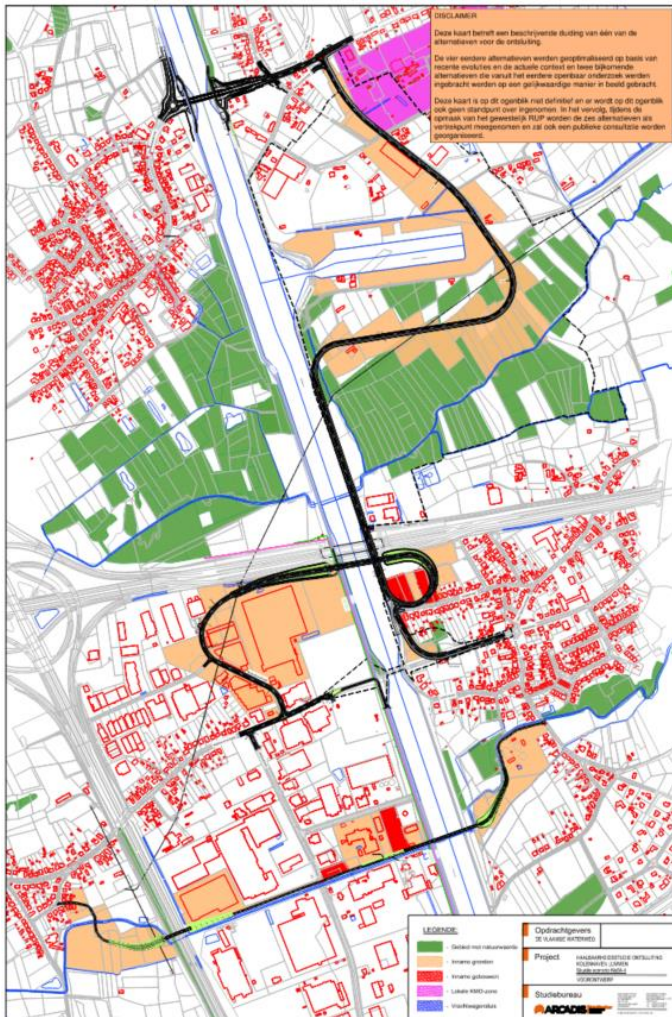 DISCLAIMER
Deze kaart betreft een beschrijvende duiding van één van de
alternatieven voor de ontsluiting.
De vier eerdere alternatieven werden geoptimaliseerd op basis van
recente evoluties en de actuele context en twee bijkomende
alternatieven die vanuit het eerdere openbaar onderzoek werden
ingebracht werden op een gelijkwaardige manier in beeld gebracht.
Deze kaart is op dit ogenblik niet definitief en er wordt op dit ogenblik
ook geen standpunt over ingenomen. In het vervolg, tijdens de
opmaak van het gewestelijk RUP worden de zes alternatieven als
vertrekpunt meegenomen en zal ook een publieke consultatie worden
georganiseerd.
LEGENDE:
- Gebied met natuurwaarde
- Inname gronden
- Inname gebouwen
- Lokale KMO-zone
- Vrachtwagensluis
Opdrachtgevers
DE VLAAMSE WATERWEG
Project
VOORONTWERP
Studiebureau
ARCADIS